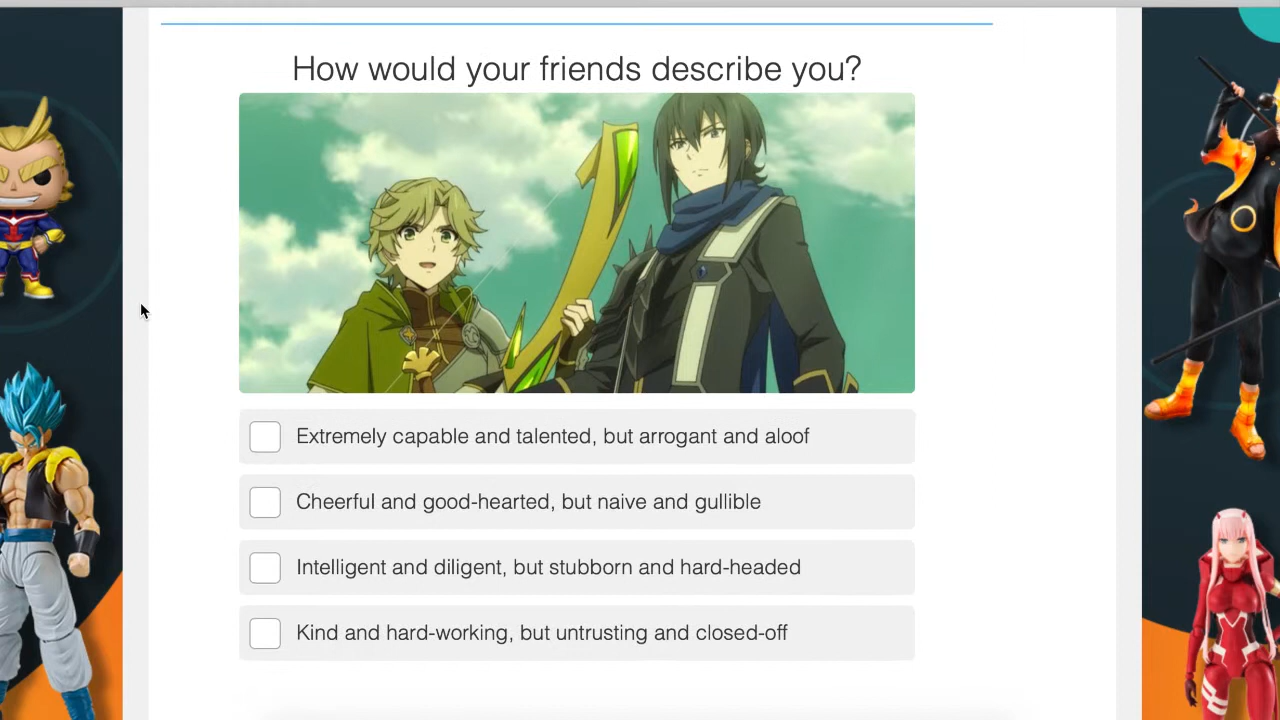 How would your friends describe you?
Extremely capable and talented, but arrogant and aloof
Cheerful and good-hearted, but naive and gullible
Intelligent and diligent, but stubborn and hard-headed
Kind and hard-working, but untrusting and closed-off